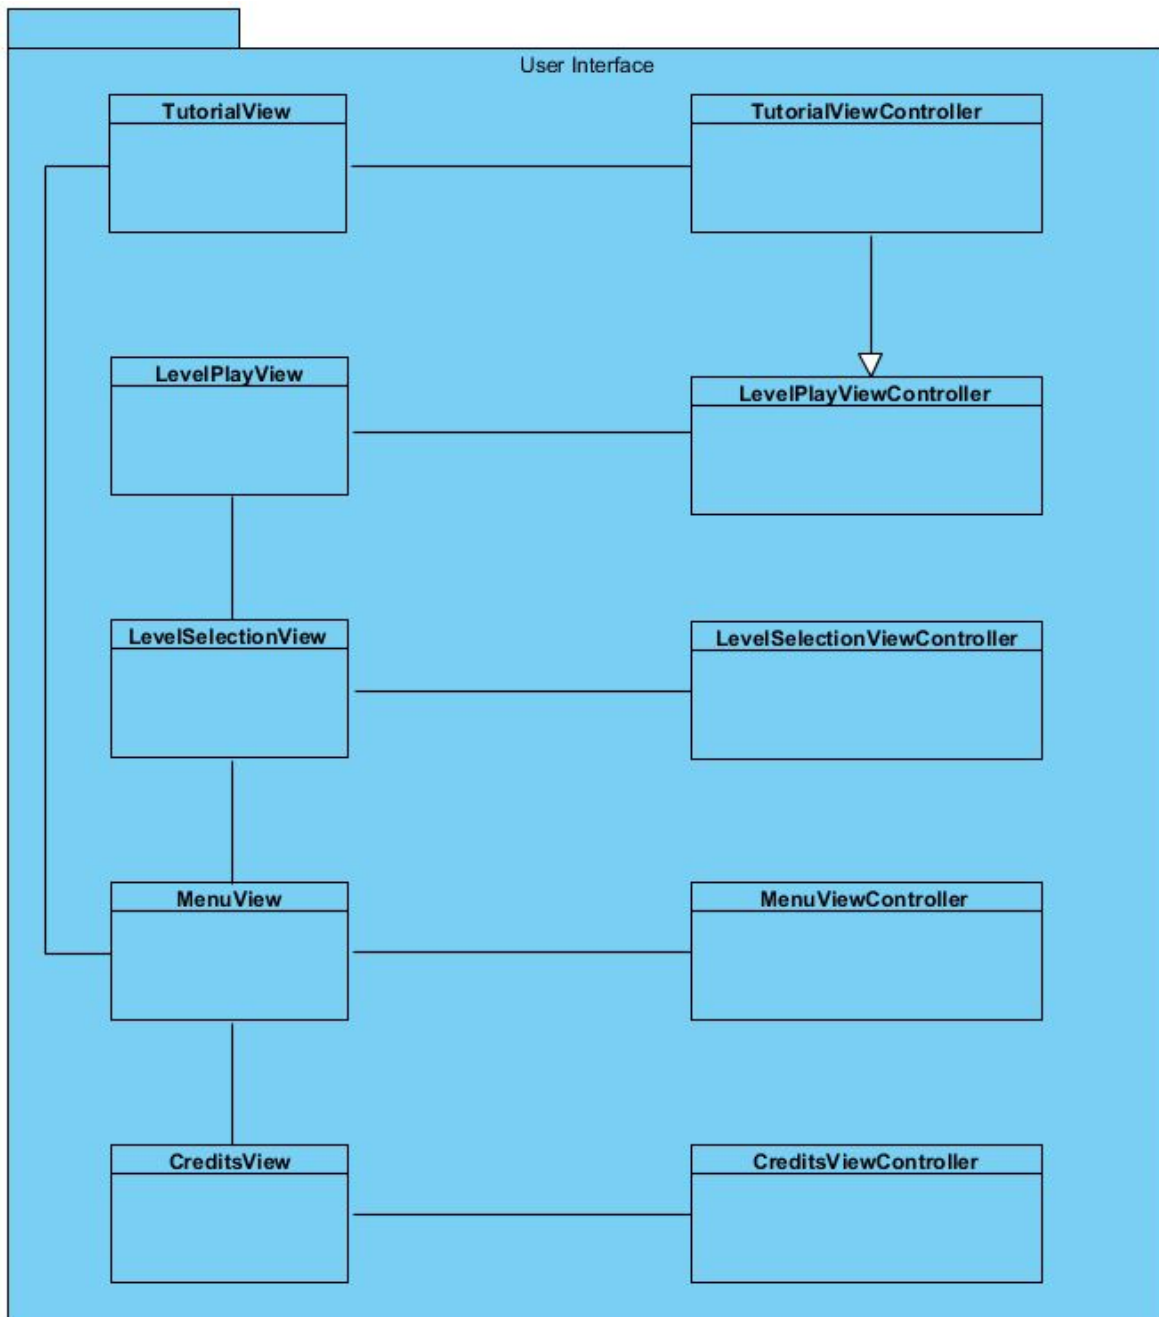 User Interface
TutorialView
TutorialViewController
LevelPlayView
LevelPlayViewController
LevelSelectionView
LevelSelectionViewController
MenuView
MenuViewController
CreditsView
CreditsViewController